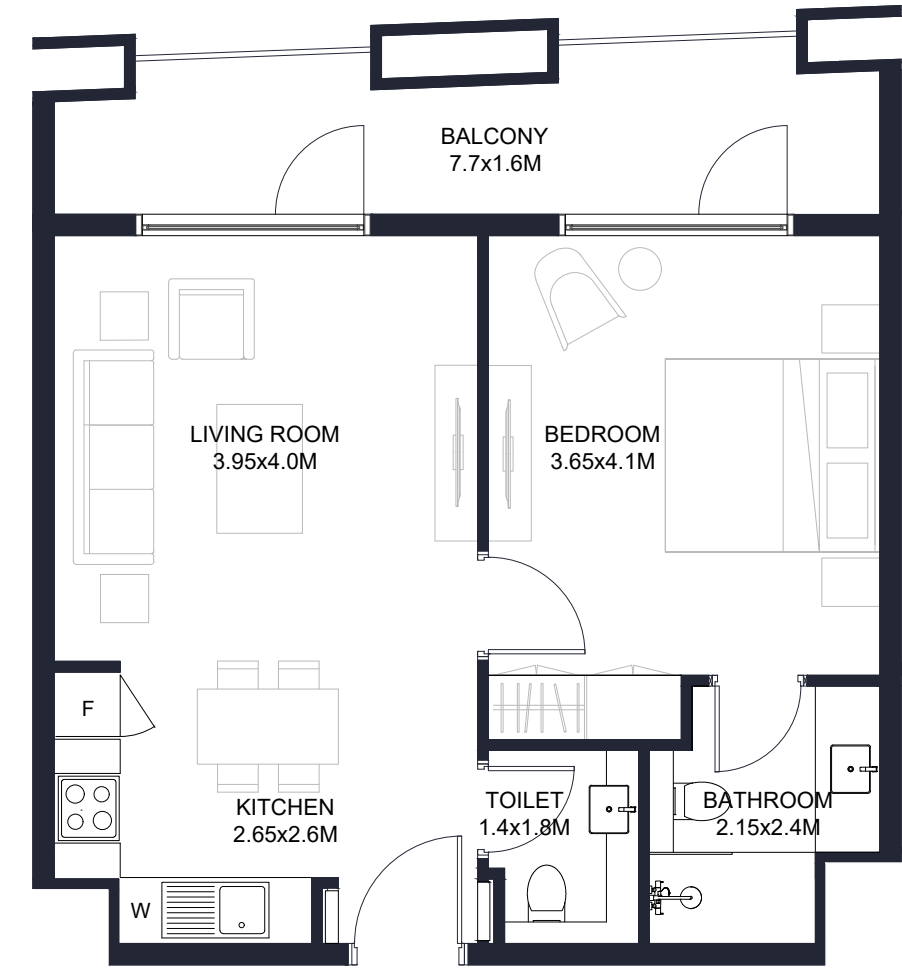 BALCONY
7.7x1.6M
LIVING ROOM
3.95x4.0M
BEDROOM
3.65x4.1M
F
KITCHEN
2.65x2.6M
TOILET
1.4x1.8M
BATHROOM
2.15x2.4M
W